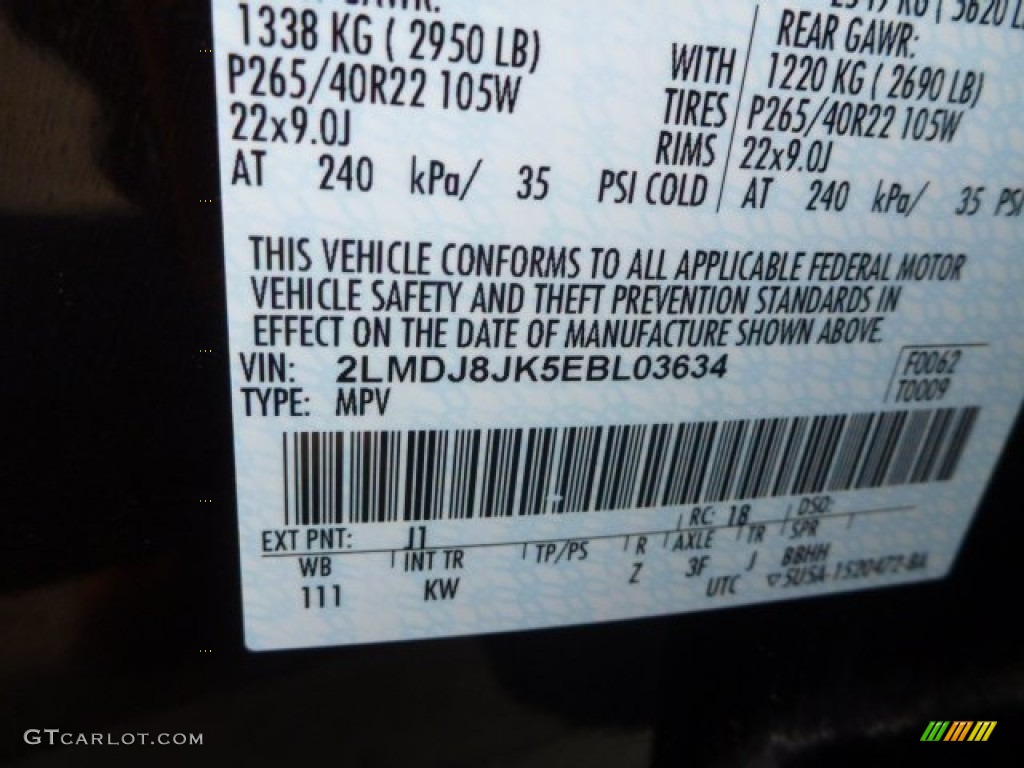 1338 KG ( 2950 LB)
P265/40R22 105W
22x9.0J
AT 240 kPa/ 35 PSI COLD
WITH
TIRES
RIMS
REAR GAWR:
1220 KG ( 2690 LB)
P265/40R22 105W
22x9.0J
AT 240 kPa/ 35 PSI
THIS VEHICLE CONFORMS TO ALL APPLICABLE FEDERAL MOTOR
VEHICLE SAFETY AND THEFT PREVENTION STANDARDS IN
EFFECT ON THE DATE OF MANUFACTURE SHOWN ABOVE.
VIN: 2LMDJ8JK5EBL03634
F0062
T0009
TYPE: MPV
EXT PNT: J1
RC: 18
DSO:
WB INT TR TP/PS R AXLE TR SPR
111 KW Z 3F J BBHH
UTC
GTCARLOT.COM